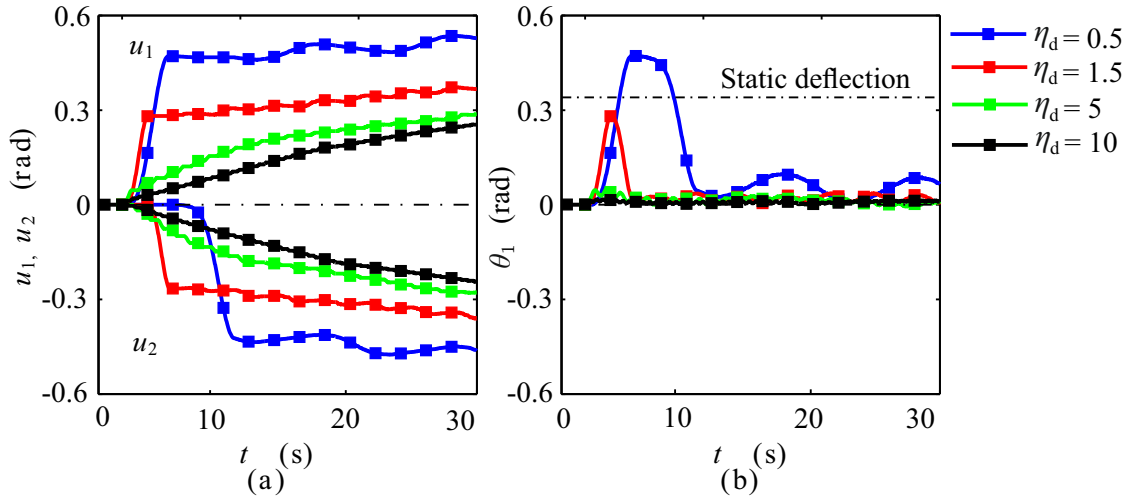 0.6
0.3
0
-0.3
-0.6
u1, u2 (rad)
u1
u2
0 10 20 30
t (s)
(a)
0.6
0.3
0
-0.3
-0.6
θ1 (rad)
Static deflection
0 10 20 30
t (s)
(b)
ηd = 0.5
ηd = 1.5
ηd = 5
ηd = 10